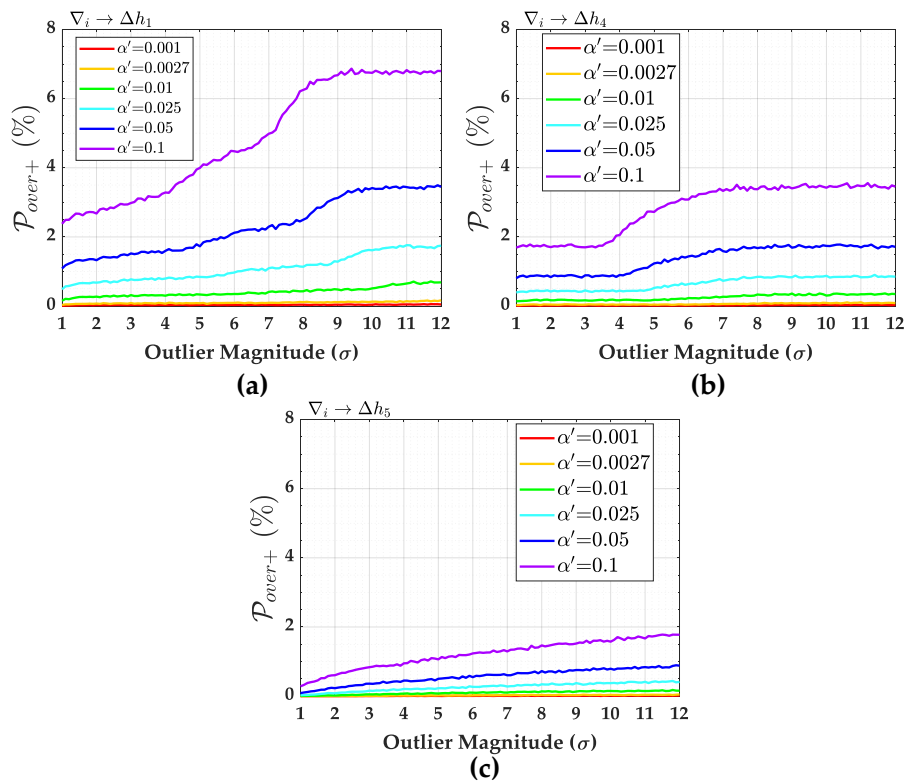 ∇i → Δh1
8
6
4
2
0
P over+ (%)
α′=0.001
α′=0.0027
α′=0.01
α′=0.025
α′=0.05
α′=0.1
1 2 3 4 5 6 7 8 9 10 11 12
Outlier Magnitude (σ)
(a)
∇i → Δh4
8
6
4
2
0
P over+ (%)
α′=0.001
α′=0.0027
α′=0.01
α′=0.025
α′=0.05
α′=0.1
1 2 3 4 5 6 7 8 9 10 11 12
Outlier Magnitude (σ)
(b)
∇i → Δh5
8
6
4
2
0
P over+ (%)
α′=0.001
α′=0.0027
α′=0.01
α′=0.025
α′=0.05
α′=0.1
1 2 3 4 5 6 7 8 9 10 11 12
Outlier Magnitude (σ)
(c)